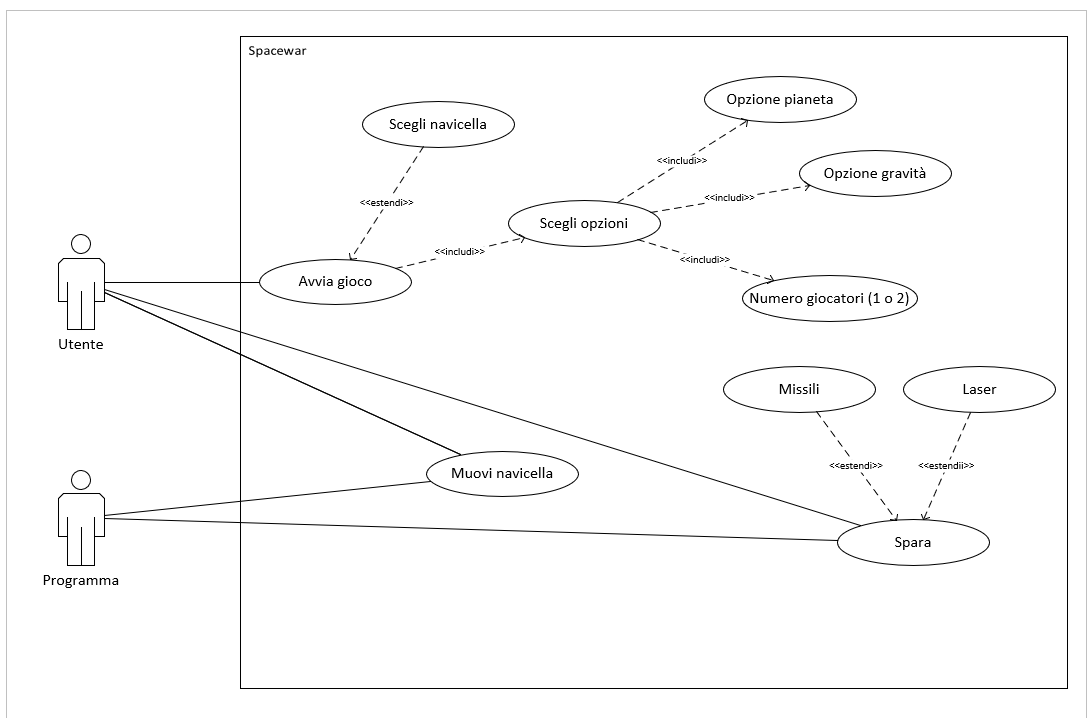 Spacewar
Opzione pianeta
Scegli navicella
<<includi>>
Opzione gravità
<<includi>>
<<estendi>>
Scegli opzioni
<<includi>>
<<includi>>
Avvia gioco
Numero giocatori (1 o 2)
Utente
Missili
Laser
<<estendi>>
<<estendii>>
Muovi navicella
Spara
Programma